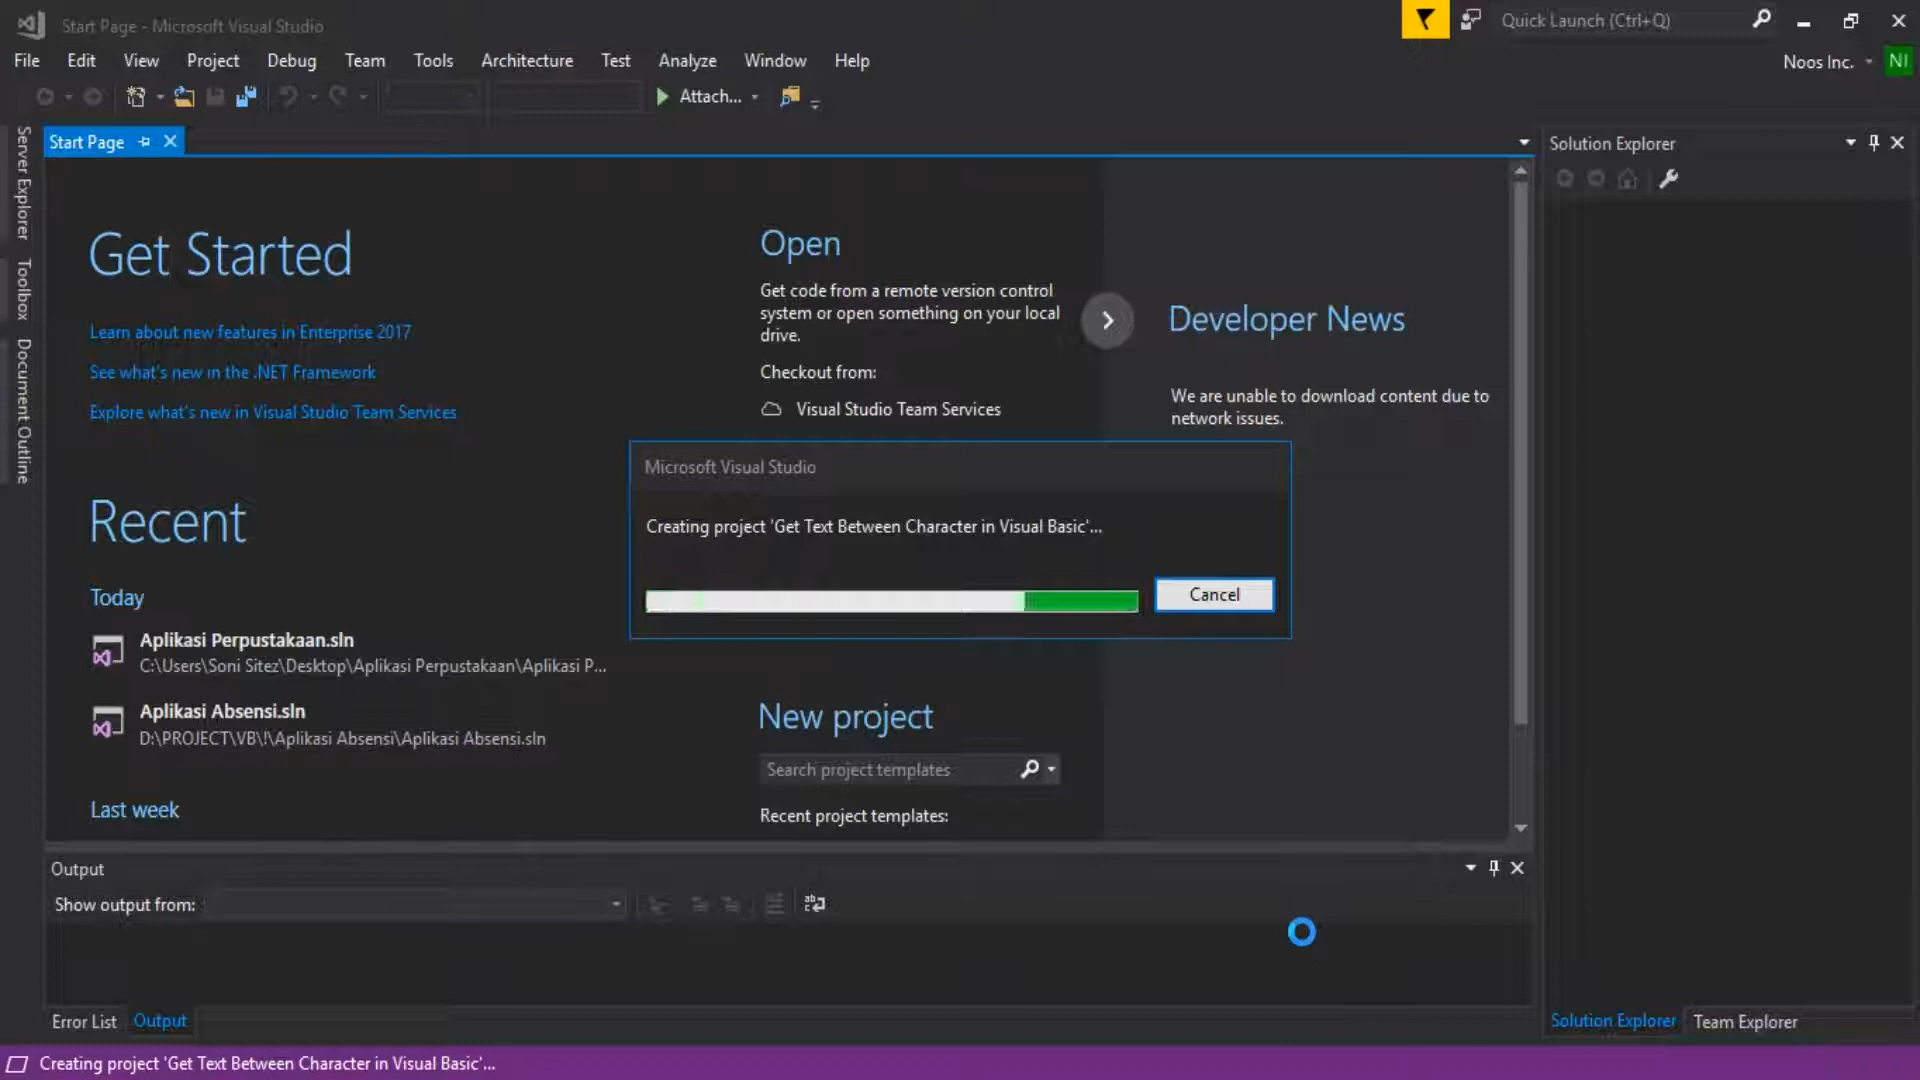 Start Page - Microsoft Visual Studio
Quick Launch (Ctrl+Q)
File Edit View Project Debug Team Tools Architecture Test Analyze Window Help
Noos Inc. NI
Attach...
Start Page
Solution Explorer
Server Explorer
Toolbox
Document Outline
Get Started
Learn about new features in Enterprise 2017
See what's new in the .NET Framework
Explore what's new in Visual Studio Team Services
Recent
Today
Aplikasi Perpustakaan.sln
C:\Users\Soni Sitez\Desktop\Aplikasi Perpustakaan\Aplikasi P...
Aplikasi Absensi.sln
D:\PROJECT\VB\!\Aplikasi Absensi\Aplikasi Absensi.sln
Last week
Open
Get code from a remote version control
system or open something on your local
drive.
Checkout from:
Visual Studio Team Services
Developer News
We are unable to download content due to
network issues.
Microsoft Visual Studio
Creating project 'Get Text Between Character in Visual Basic'...
Cancel
New project
Search project templates
Recent project templates:
Output
Show output from:
Error List Output
Solution Explorer Team Explorer
Creating project 'Get Text Between Character in Visual Basic'...